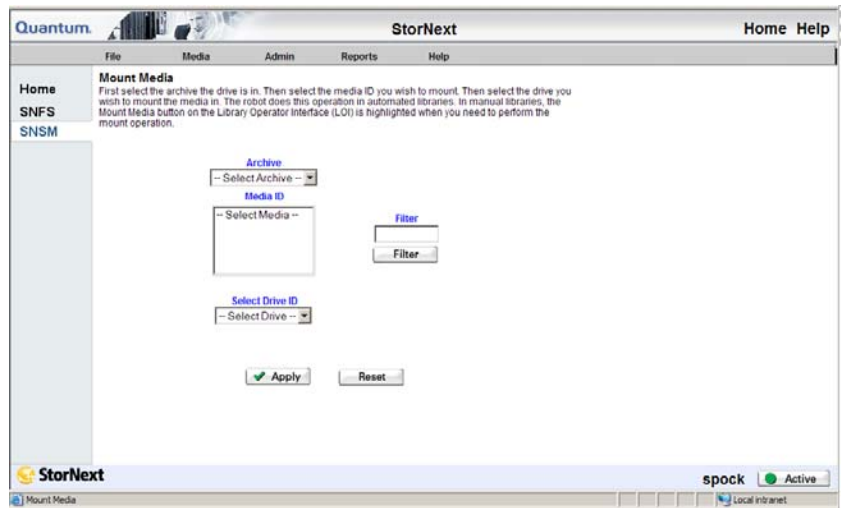 Quantum. StorNext Home Help
File Media Admin Reports Help
Home
SNFS
SNSM
Mount Media
First select the archive the drive is in. Then select the media ID you wish to mount. Then select the drive you
wish to mount the media in. The robot does this operation in automated libraries. In manual libraries, the
Mount Media button on the Library Operator Interface (LOI) is highlighted when you need to perform the
mount operation.
Archive
-- Select Archive --
Media ID
-- Select Media --
Filter
Filter
Select Drive ID
-- Select Drive --
Apply Reset
StorNext spock Active
Mount Media Local intranet